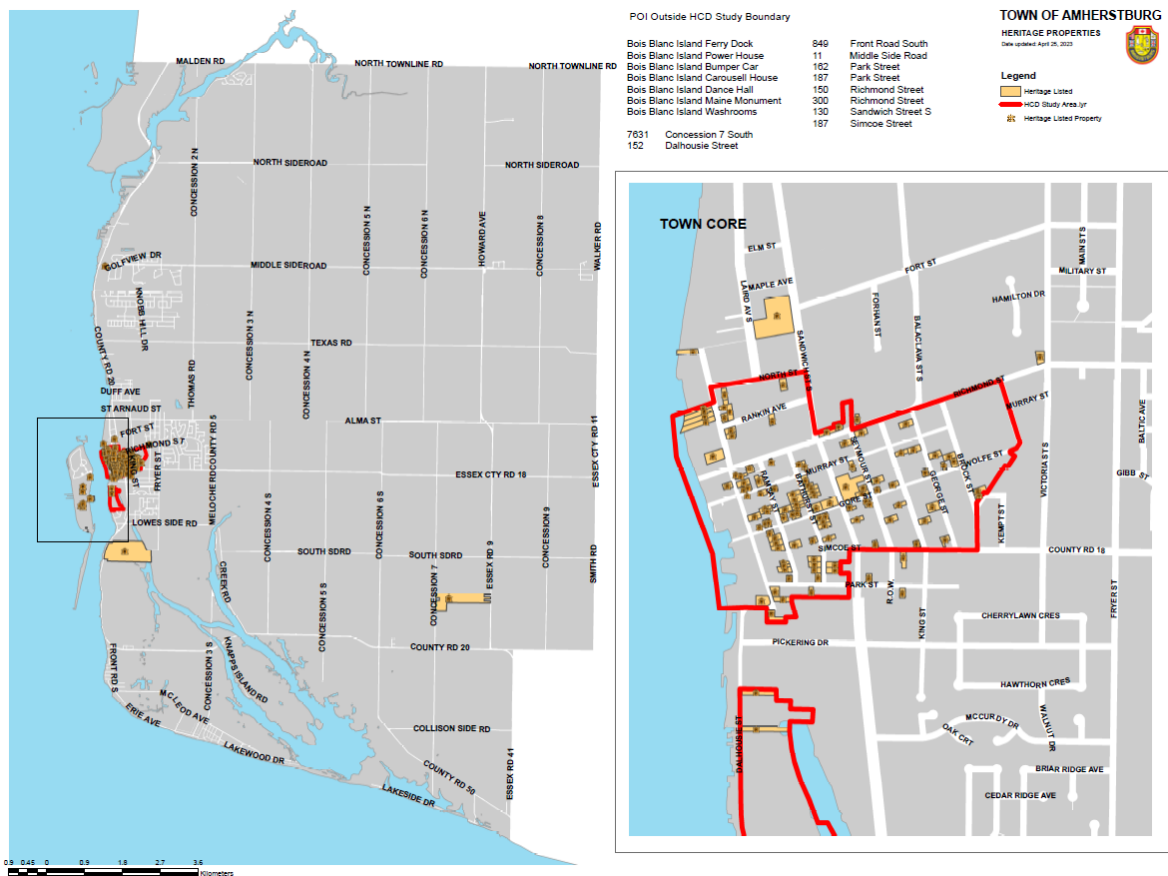 POI Outside HCD Study Boundary
Bois Blanc Island Ferry Dock
Bois Blanc Island Power House
Bois Blanc Island Bumper Car
Bois Blanc Island Carousell House
Bois Blanc Island Dance Hall
Bois Blanc Island Maine Monument
Bois Blanc Island Washrooms
7631 Concession 7 South
152 Dalhousie Street
849 Front Road South
11 Middle Side Road
162 Park Street
187 Park Street
150 Richmond Street
300 Richmond Street
130 Sandwich Street S
187 Simcoe Street
TOWN OF AMHERSTBURG
HERITAGE PROPERTIES
Date updated: April 25, 2023
Legend
Heritage Listed
HCD Study Area.lyr
Heritage Listed Property
MALDEN RD
NORTH TOWNLINE RD
NORTH TOWNLINE RD
CONCESSION 2 N
NORTH SIDEROAD
NORTH SIDEROAD
CONCESSION 5 N
CONCESSION 6 N
HOWARD AVE
CONCESSION 8
WALKER RD
GOLFVIEW DR
MIDDLE SIDEROAD
KNOBB HILL DR
CONCESSION 3 N
COUNTY RD 20
TEXAS RD
THOMAS RD
CONCESSION 4 N
DUFF AVE
ST ARNAUD ST
ALMA ST
FORT ST
RICHMOND ST
KING ST
FRYER ST
MELOCHE RD
COUNTY RD 5
ESSEX CTY RD 11
ESSEX CTY RD 18
LOWES SIDE RD
CONCESSION 4 S
CONCESSION 6 S
CONCESSION 9
SOUTH SDRD
SOUTH SDRD
ESSEX RD 9
SMITH RD
CREEK RD
CONCESSION 5 S
CONCESSION 7
FRONT RD S
CONCESSION 3 S
KNAPPS ISLAND RD
COUNTY RD 20
MCLEOD AVE
ERIE AVE
COLLISON SIDE RD
LAKEWOOD DR
COUNTY RD 50
ESSEX RD 41
LAKESIDE DR
0.9 0.45 0 0.9 1.8 2.7 3.6
Kilometers
TOWN CORE
ELM ST
MAPLE AVE
LAIRD AV S
SANDWICH ST S
FORT ST
FORHAN ST
BALACLAVA ST S
HAMILTON DR
MAIN ST S
MILITARY ST
NORTH ST
RANKIN AVE
RICHMOND ST
MURRAY ST
BALTIC AVE
MURRAY ST
SEYMOUR ST
WOLFE ST
VICTORIA ST S
GIBB ST
RAMSAY ST
BATHURST ST
GORE ST
GEORGE ST
BROCK ST
KEMPT ST
SIMCOE ST
COUNTY RD 18
PARK ST
R.O.W.
KING ST
FRYER ST
CHERRYLAWN CRES
PICKERING DR
HAWTHORN CRES
DALHOUSIE ST
MCCURDY DR
OAK CRT
WALNUT DR
BRIAR RIDGE AVE
CEDAR RIDGE AVE